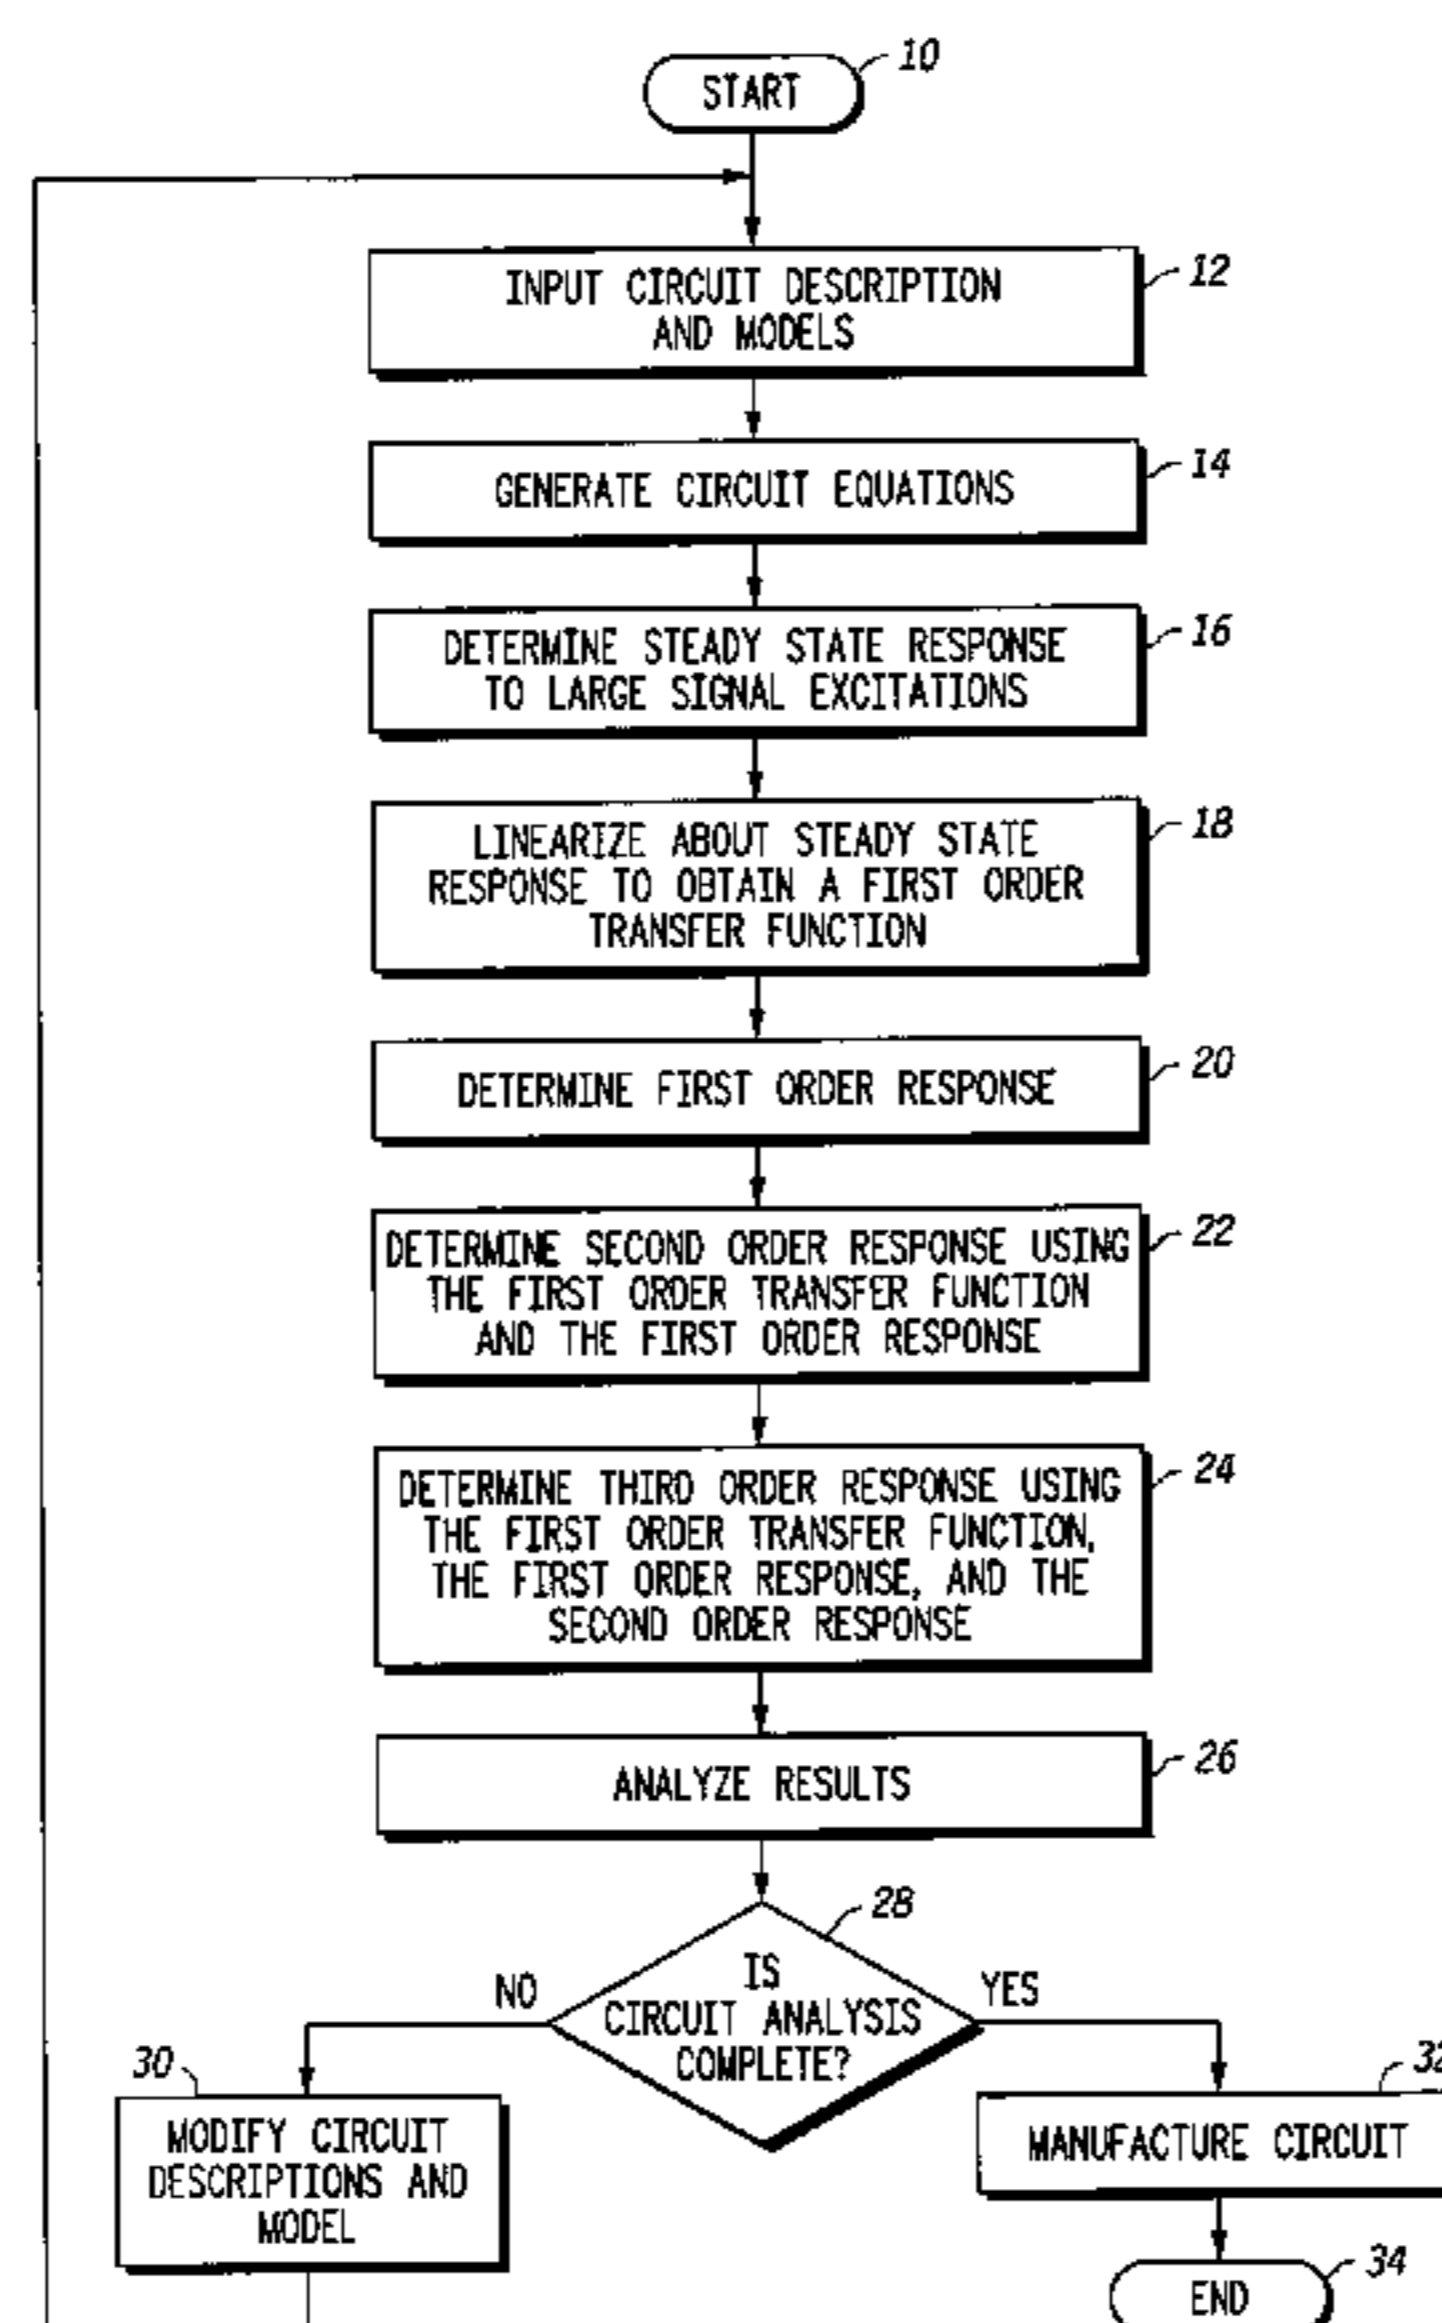 START
10
INPUT CIRCUIT DESCRIPTION
AND MODELS
12
GENERATE CIRCUIT EQUATIONS
14
DETERMINE STEADY STATE RESPONSE
TO LARGE SIGNAL EXCITATIONS
16
LINEARIZE ABOUT STEADY STATE
RESPONSE TO OBTAIN A FIRST ORDER
TRANSFER FUNCTION
18
DETERMINE FIRST ORDER RESPONSE
20
DETERMINE SECOND ORDER RESPONSE USING
THE FIRST ORDER TRANSFER FUNCTION
AND THE FIRST ORDER RESPONSE
22
DETERMINE THIRD ORDER RESPONSE USING
THE FIRST ORDER TRANSFER FUNCTION,
THE FIRST ORDER RESPONSE, AND THE
SECOND ORDER RESPONSE
24
ANALYZE RESULTS
26
28
IS
CIRCUIT ANALYSIS
COMPLETE?
NO
YES
30
MODIFY CIRCUIT
DESCRIPTIONS AND
MODEL
32
MANUFACTURE CIRCUIT
34
END